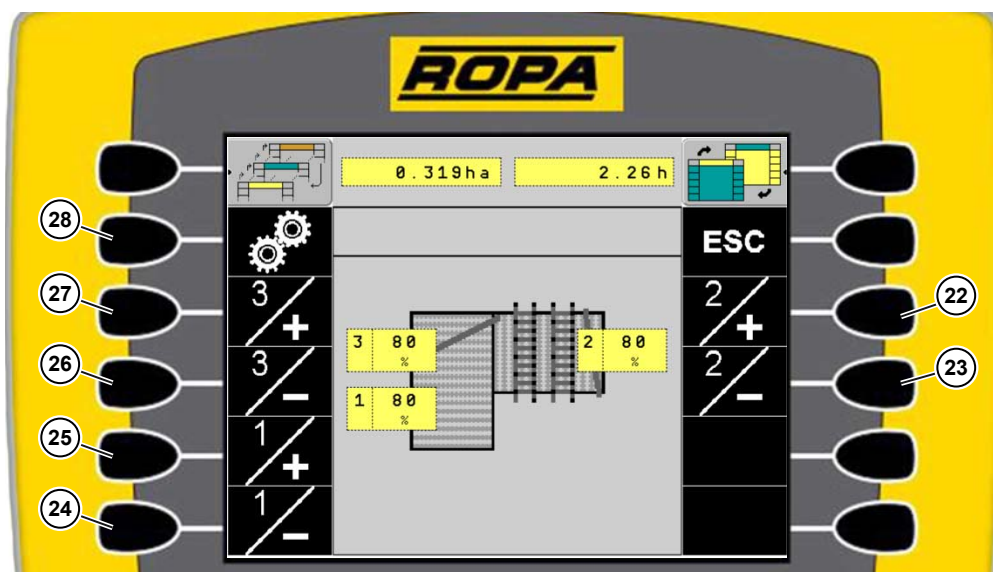 ROPA
0.319ha 2.26h
28
ESC
27
3/+
2/+
22
3 80 %
2 80 %
26
3/-
2/-
23
1 80 %
25
1/+
24
1/-